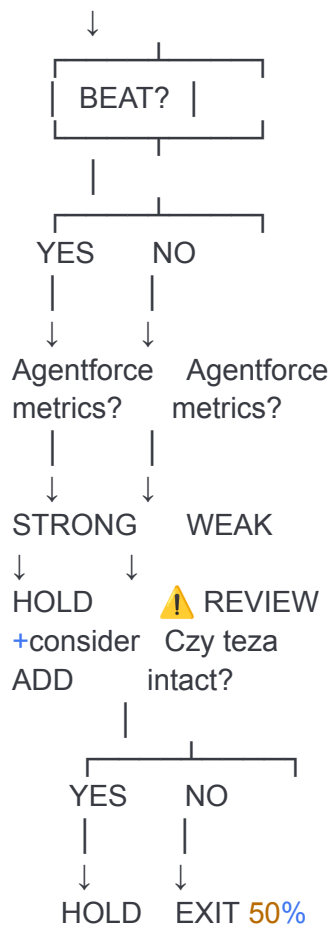 BEAT?
YES NO
Agentforce Agentforce
metrics? metrics?
STRONG WEAK
HOLD ⚠️ REVIEW
+consider Czy teza
ADD intact?
YES NO
HOLD EXIT 50%